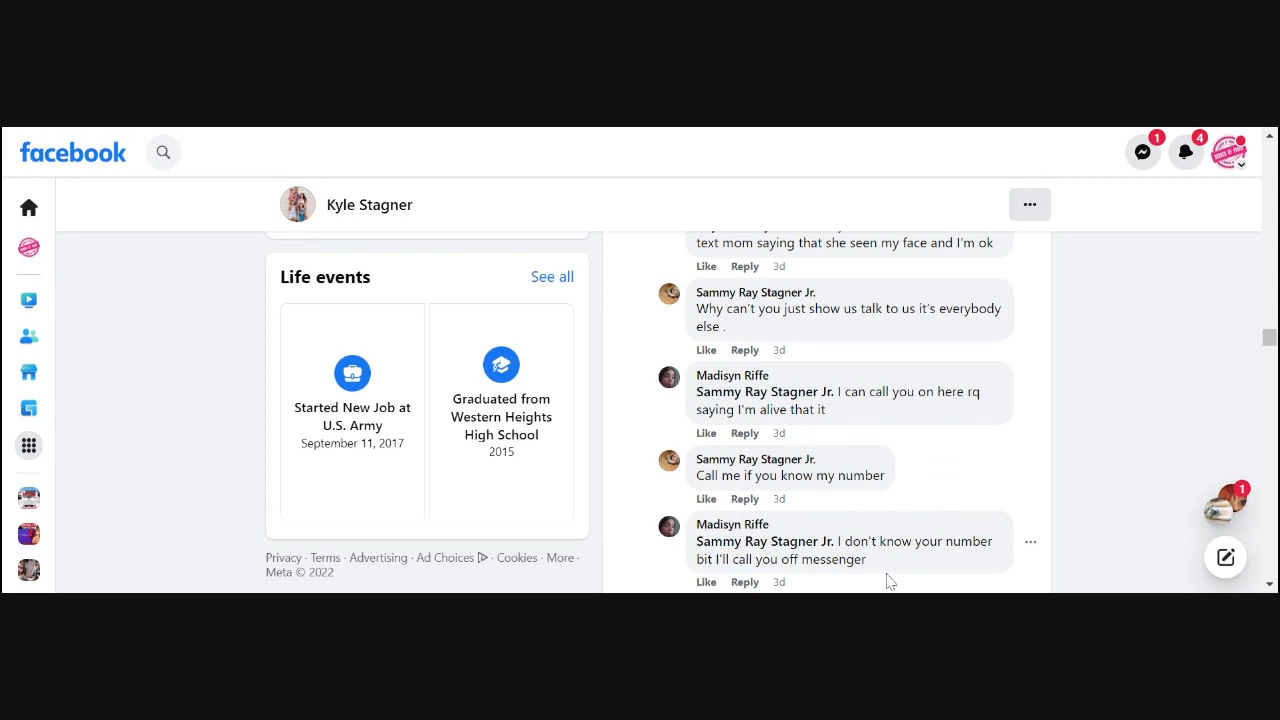 facebook
1
4
Kyle Stagner
...
text mom saying that she seen my face and I'm ok
Like Reply 3d
Life events
See all
Started New Job at
U.S. Army
September 11, 2017
Graduated from
Western Heights
High School
2015
Privacy · Terms · Advertising · Ad Choices · Cookies · More ·
Meta © 2022
Sammy Ray Stagner Jr.
Why can't you just show us talk to us it's everybody
else .
Like Reply 3d
Madisyn Riffe
Sammy Ray Stagner Jr. I can call you on here rq
saying I'm alive that it
Like Reply 3d
Sammy Ray Stagner Jr.
Call me if you know my number
Like Reply 3d
Madisyn Riffe
Sammy Ray Stagner Jr. I don't know your number
bit I'll call you off messenger
...
Like Reply 3d
1